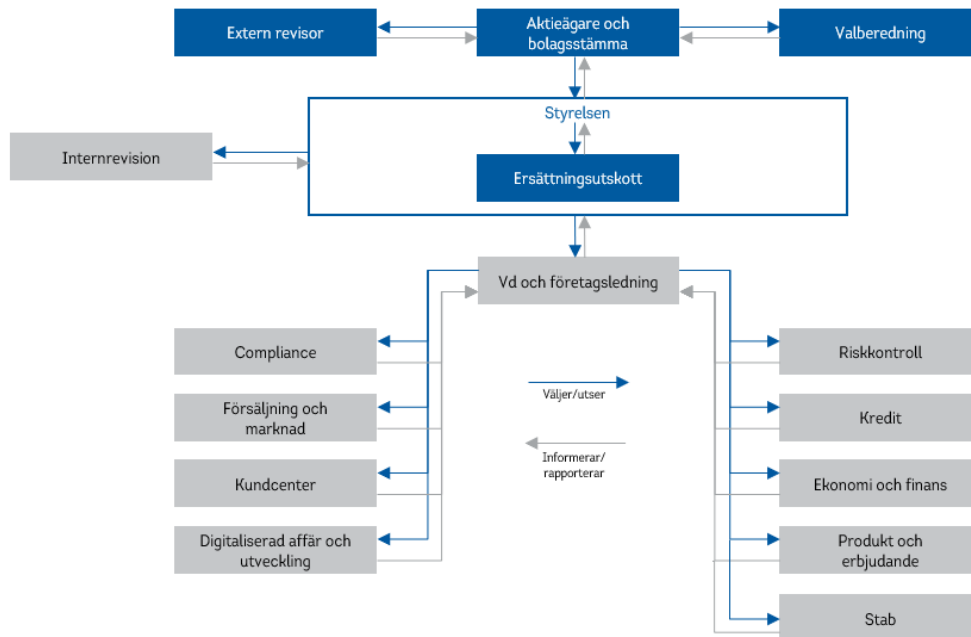 Extern revisor
Aktieägare och
bolagsstämma
Valberedning
Styrelsen
Internrevision
Ersättningsutskott
Vd och företagsledning
Compliance
Riskkontroll
Väljer/utser
Försäljning och
marknad
Kredit
Informerar/
rapporterar
Kundcenter
Ekonomi och finans
Digitaliserad affär och
utveckling
Produkt och
erbjudande
Stab